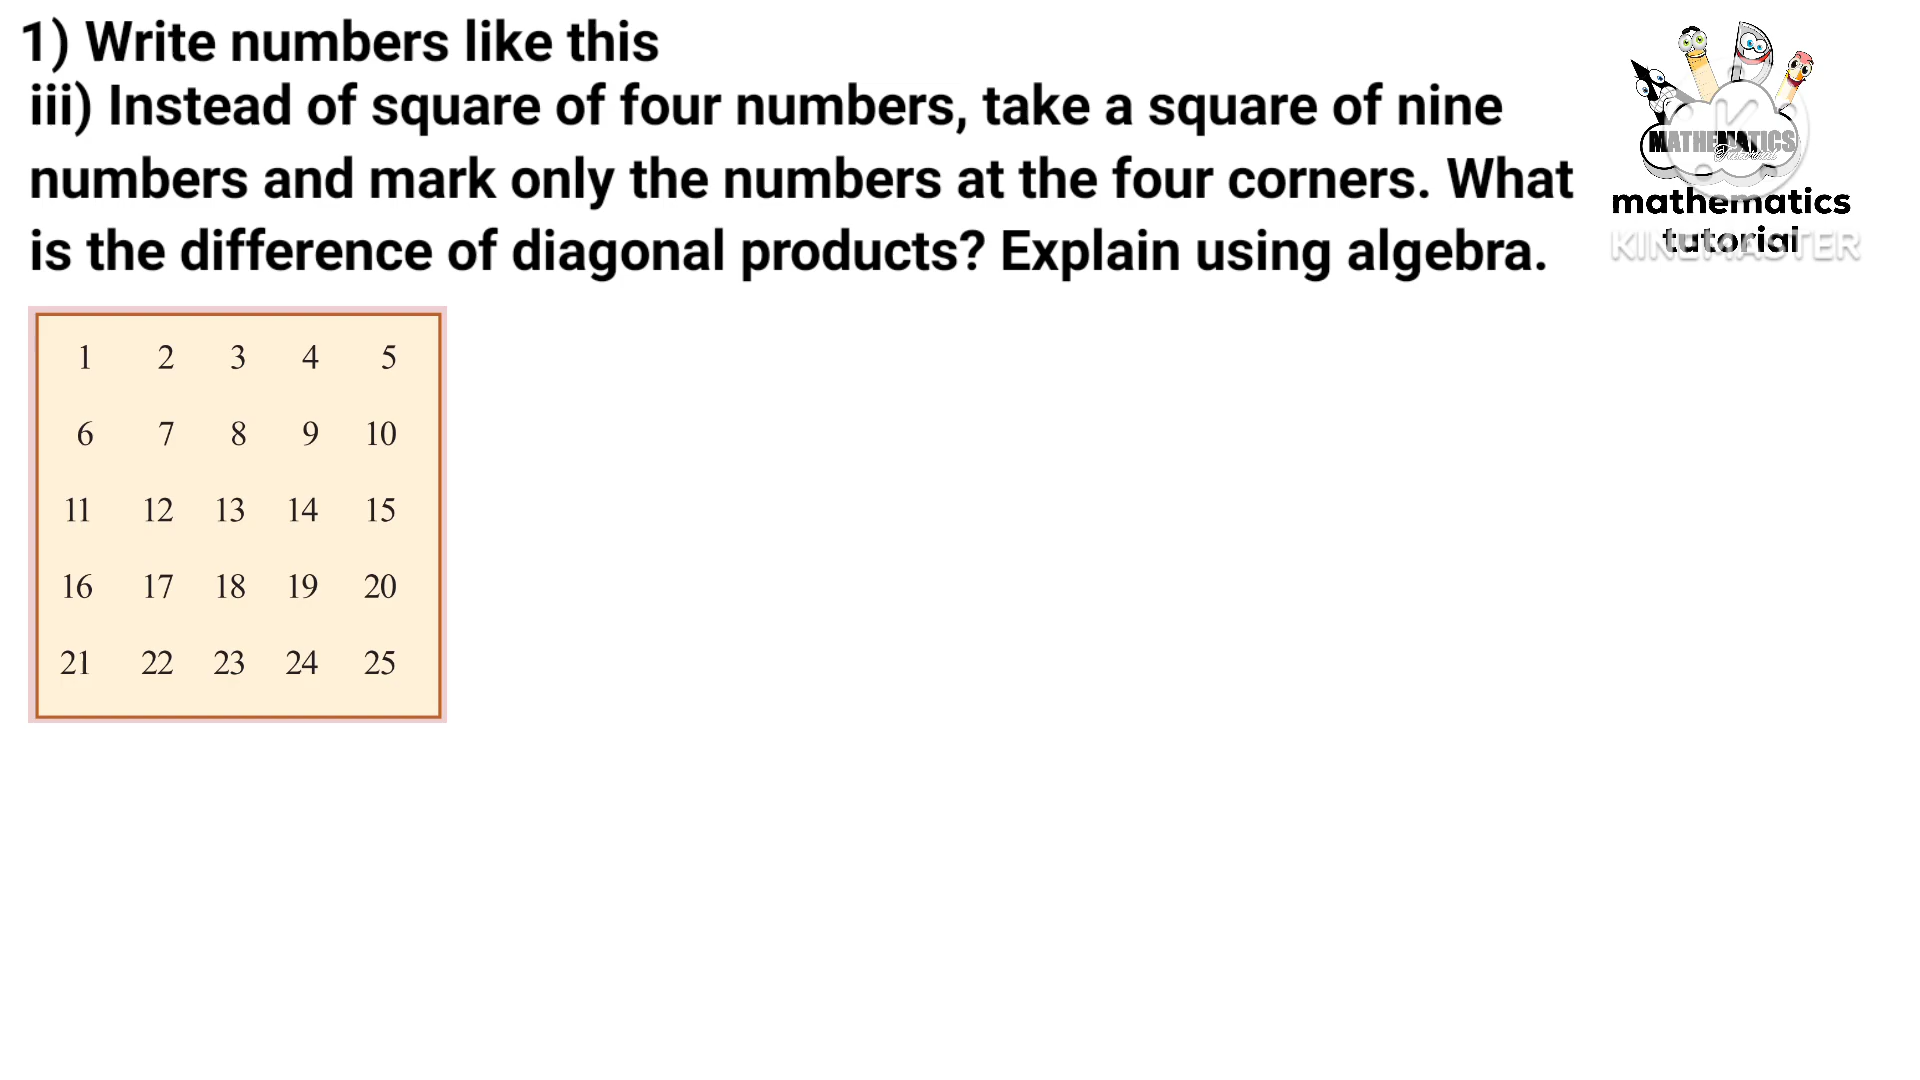 1) Write numbers like this
iii) Instead of square of four numbers, take a square of nine
numbers and mark only the numbers at the four corners. What
is the difference of diagonal products? Explain using algebra.
MATHEMATICS
mathematics
tutorial
KINEMASTER
1 2 3 4 5
6 7 8 9 10
11 12 13 14 15
16 17 18 19 20
21 22 23 24 25